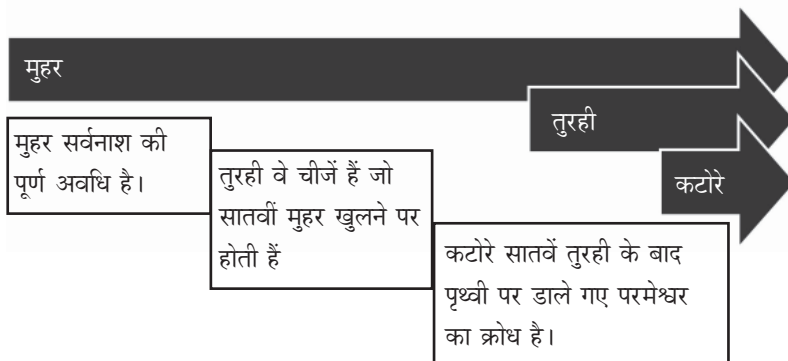 मुहर
तुरही
कटोरे
मुहर सर्वनाश की
पूर्ण अवधि है।
तुरही वे चीजें हैं जो
सातवीं मुहर खुलने पर
होती हैं
कटोरे सातवें तुरही के बाद
पृथ्वी पर डाले गए परमेश्वर
का क्रोध है।